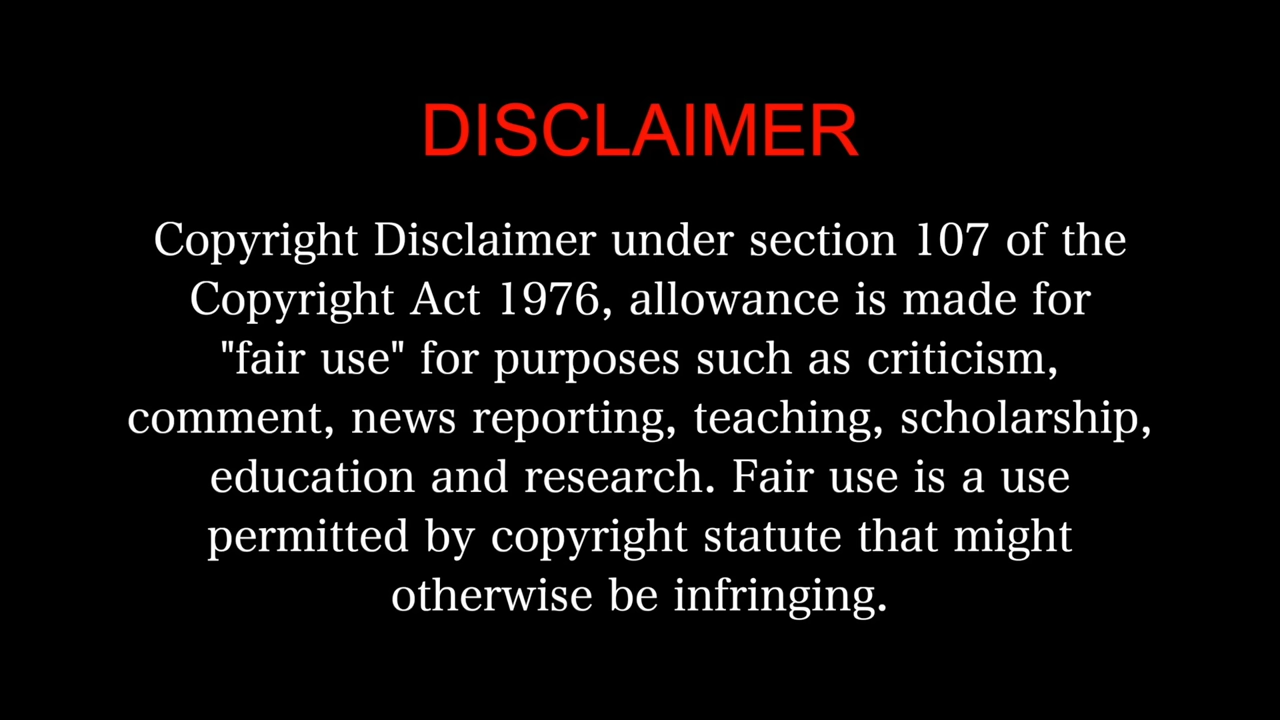 DISCLAIMER
Copyright Disclaimer under section 107 of the
Copyright Act 1976, allowance is made for
"fair use" for purposes such as criticism,
comment, news reporting, teaching, scholarship,
education and research. Fair use is a use
permitted by copyright statute that might
otherwise be infringing.